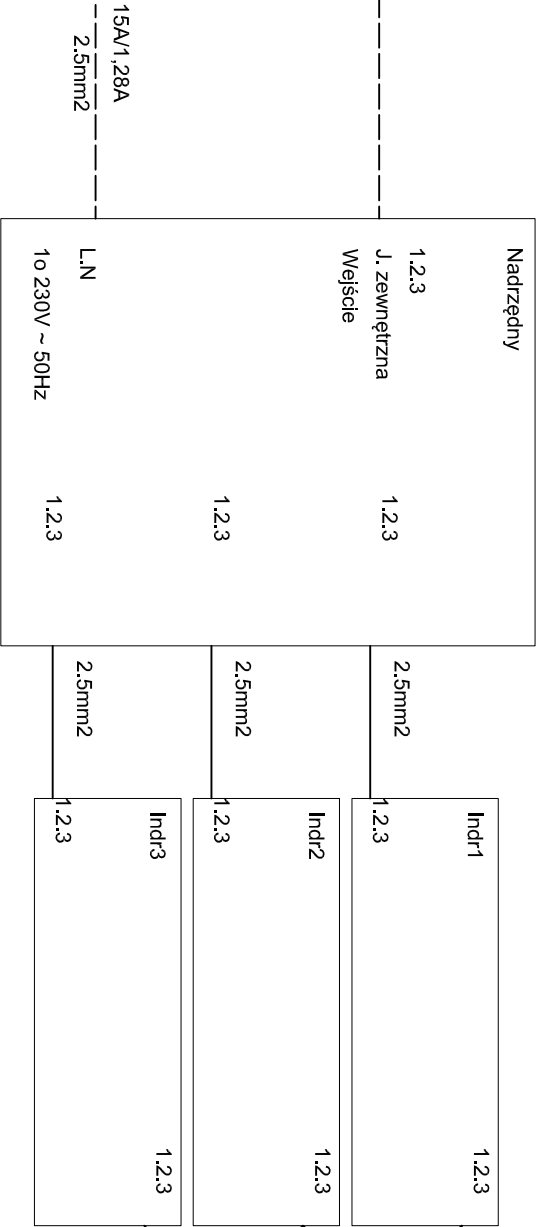 Nadrzędny
1.2.3
J. zewnętrzna
Wejście
L.N
1o 230V ~ 50Hz
15A/1,28A
2.5mm2
1.2.3
1.2.3
1.2.3
2.5mm2
2.5mm2
2.5mm2
Indr1
1.2.3
1.2.3
Indr2
1.2.3
1.2.3
Indr3
1.2.3
1.2.3